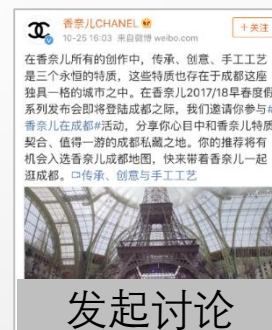 香奈儿CHANEL
+关注
10-25 16:03 来自微博 weibo.com
在香奈儿所有的创作中，传承、创意、手工工艺
是三个永恒的特质，这些特质也存在于成都这座
独具一格的城市之中。在香奈儿2017/18早春度假
系列发布会即将登陆成都之际，我们邀请你参与#
香奈儿在成都#活动，分享你心目中和香奈儿特质
契合、值得一游的成都私藏之地。你的推荐将有
机会入选香奈儿成都地图，快来带着香奈儿一起
逛成都。传承、创意与手工工艺
发起讨论